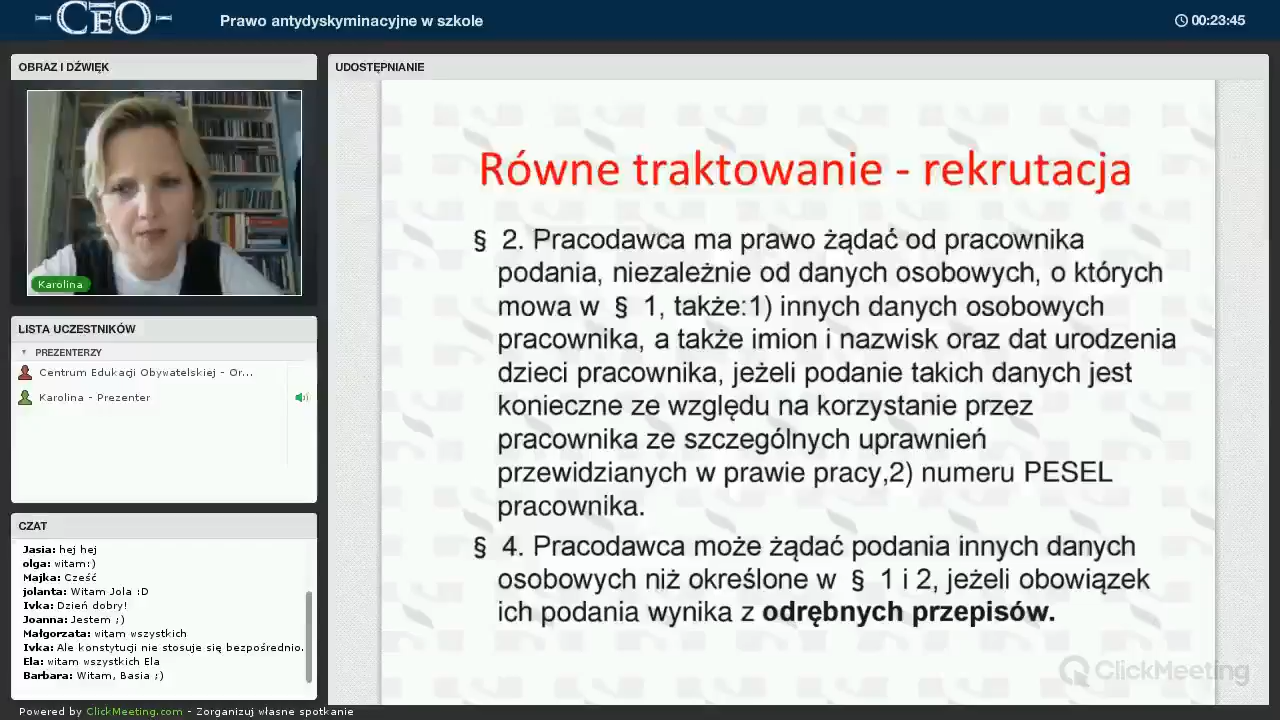 CEO
Prawo antydyskyminacyjne w szkole
00:23:45
OBRAZ I DŹWIĘK
Karolina
LISTA UCZESTNIKÓW
PREZENTERZY
Centrum Edukacji Obywatelskiej - Or...
Karolina - Prezenter
CZAT
Jasia: hej hej
olga: witam:)
Majka: Cześć
jolanta: Witam Jola :D
Ivka: Dzień dobry!
Joanna: Jestem ;)
Małgorzata: witam wszystkich
Ivka: Ale konstytucji nie stosuje się bezpośrednio.
Ela: witam wszystkich Ela
Barbara: Witam, Basia ;)
UDOSTĘPNIANIE
Równe traktowanie - rekrutacja
§ 2. Pracodawca ma prawo żądać od pracownika
podania, niezależnie od danych osobowych, o których
mowa w § 1, także:1) innych danych osobowych
pracownika, a także imion i nazwisk oraz dat urodzenia
dzieci pracownika, jeżeli podanie takich danych jest
konieczne ze względu na korzystanie przez
pracownika ze szczególnych uprawnień
przewidzianych w prawie pracy,2) numeru PESEL
pracownika.
§ 4. Pracodawca może żądać podania innych danych
osobowych niż określone w § 1 i 2, jeżeli obowiązek
ich podania wynika z odrębnych przepisów.
ClickMeeting
Powered by ClickMeeting.com - Zorganizuj własne spotkanie